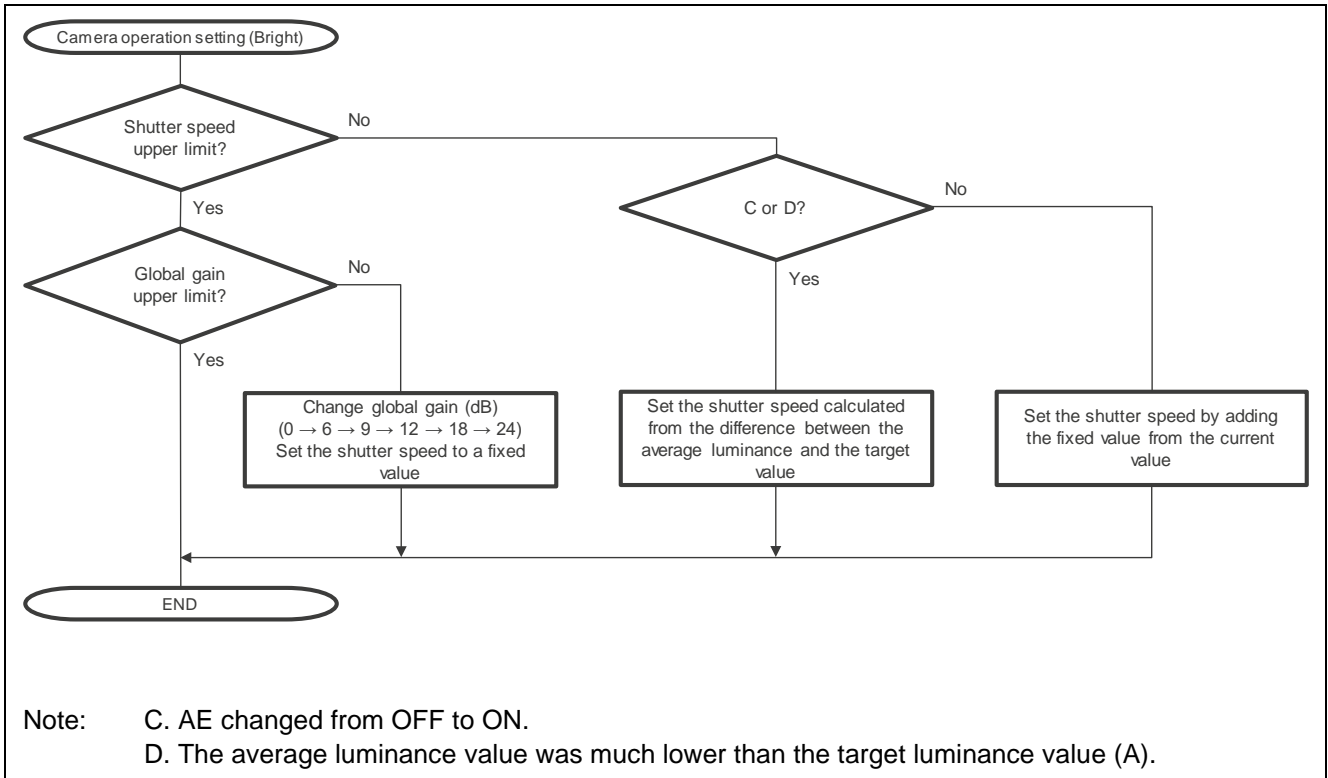 Camera operation setting (Bright)
Shutter speed
upper limit?
No
Yes
C or D?
No
Yes
Global gain
upper limit?
No
Yes
Change global gain (dB)
(0 → 6 → 9 → 12 → 18 → 24)
Set the shutter speed to a fixed
value
Set the shutter speed calculated
from the difference between the
average luminance and the target
value
Set the shutter speed by adding
the fixed value from the current
value
END
Note: C. AE changed from OFF to ON.
D. The average luminance value was much lower than the target luminance value (A).